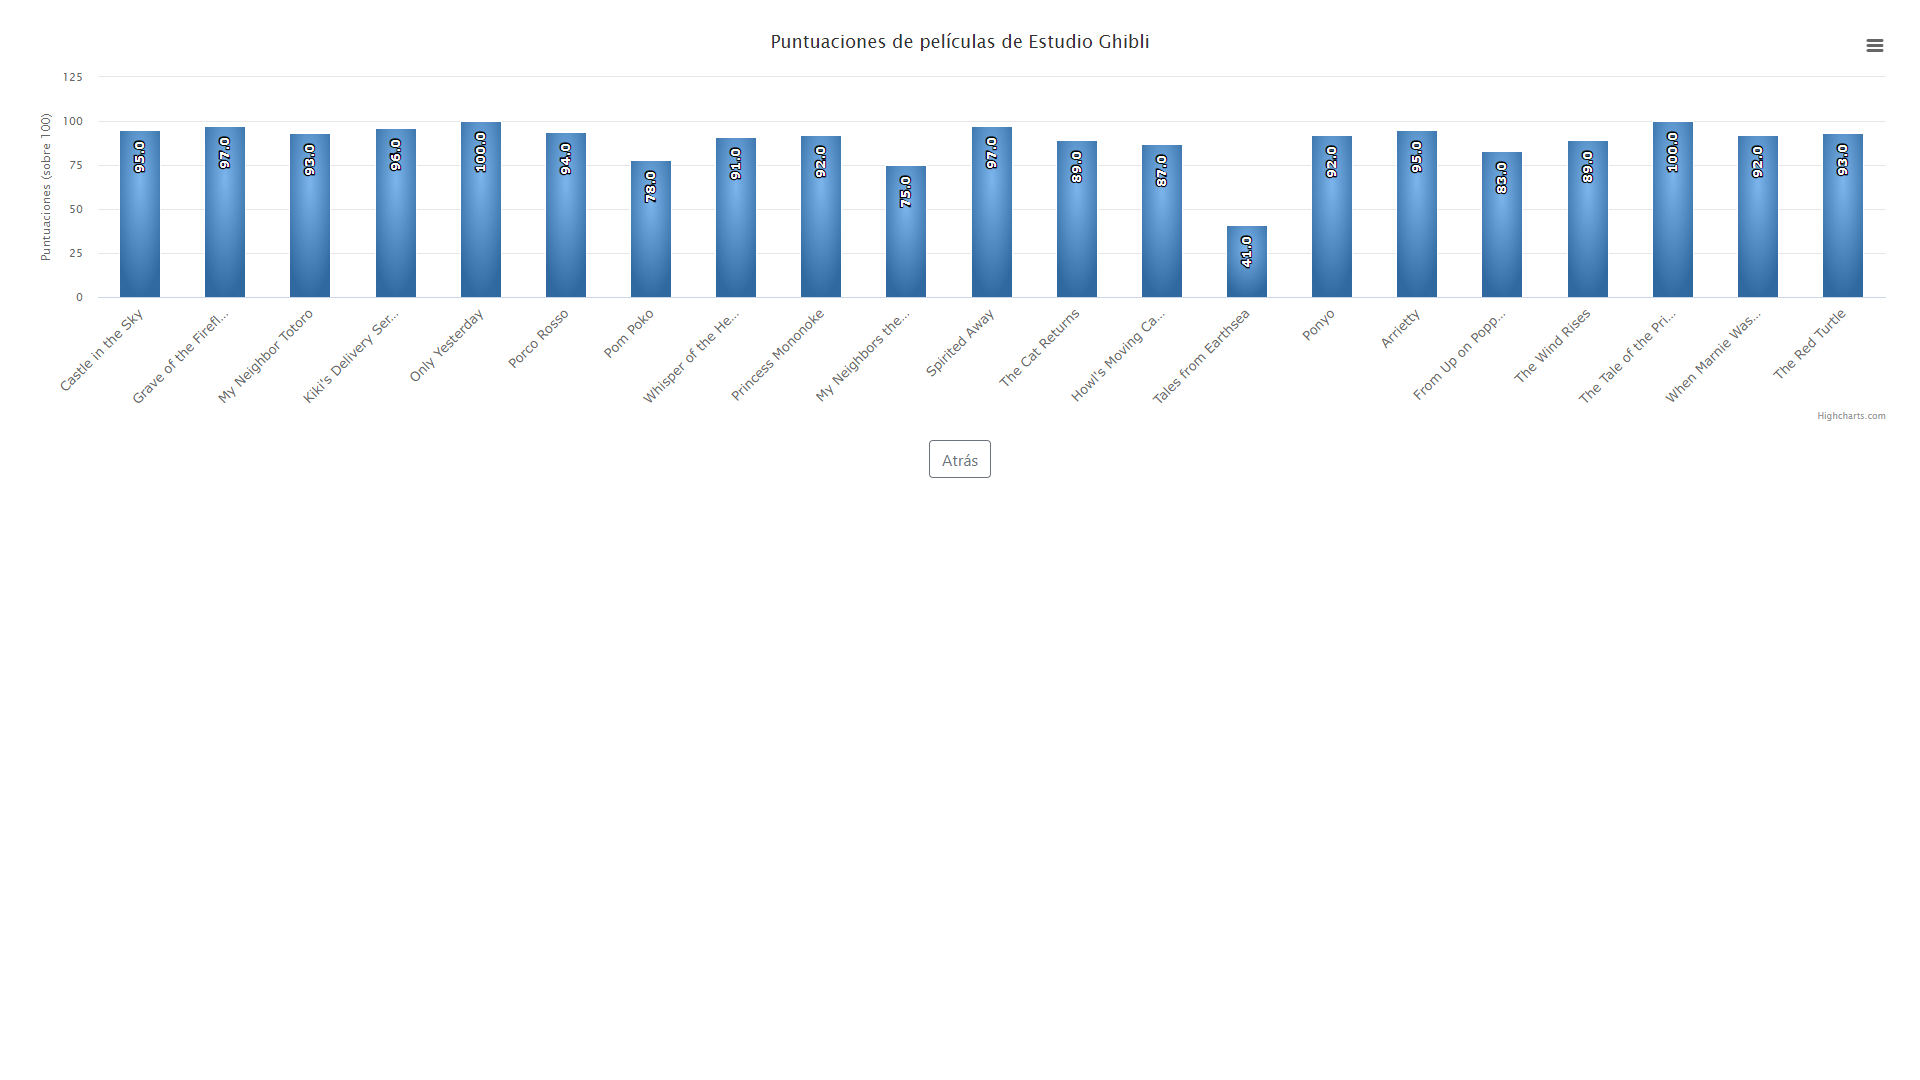 Puntuaciones de películas de Estudio Ghibli
Puntuaciones (sobre 100)
125
100
75
50
25
0
95.0
97.0
93.0
96.0
100.0
94.0
78.0
91.0
92.0
75.0
97.0
89.0
87.0
41.0
92.0
95.0
83.0
89.0
100.0
92.0
93.0
Castle in the Sky
Grave of the Firefl...
My Neighbor Totoro
Kiki's Delivery Ser...
Only Yesterday
Porco Rosso
Pom Poko
Whisper of the He...
Princess Mononoke
My Neighbors the...
Spirited Away
The Cat Returns
Howl's Moving Ca...
Tales from Earthsea
Ponyo
Arrietty
From Up on Popp...
The Wind Rises
The Tale of the Pri...
When Marnie Was...
The Red Turtle
Highcharts.com
Atrás